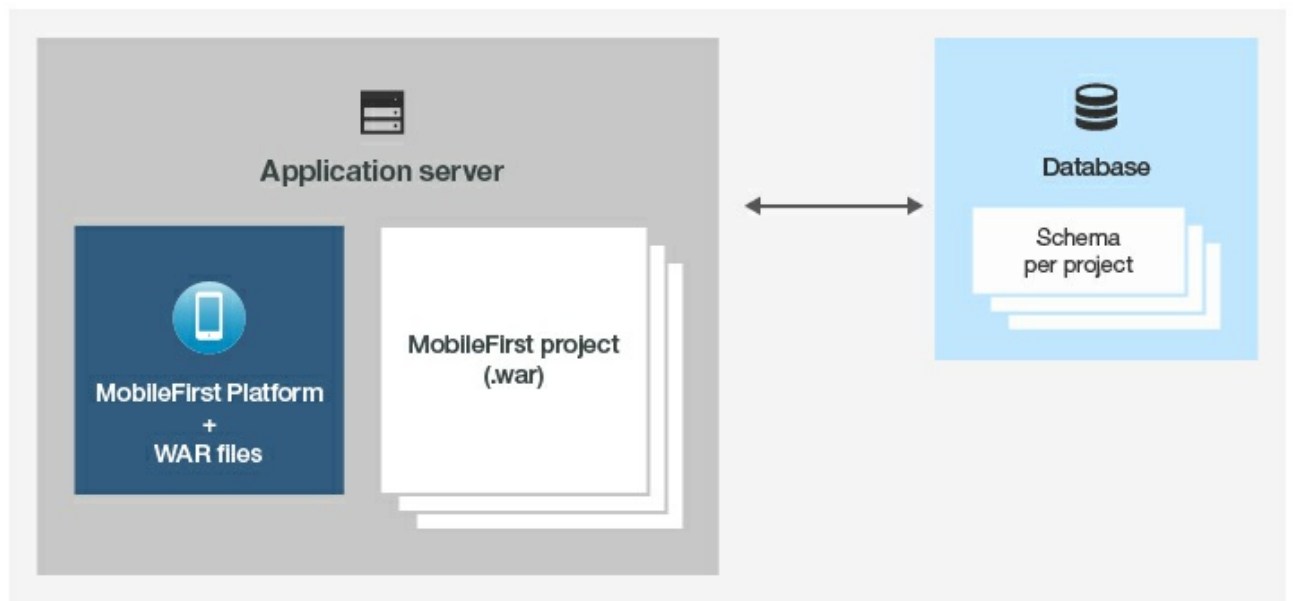 Application server
MobileFirst Platform
+
WAR files
MobileFirst project
(.war)
Database
Schema
per project